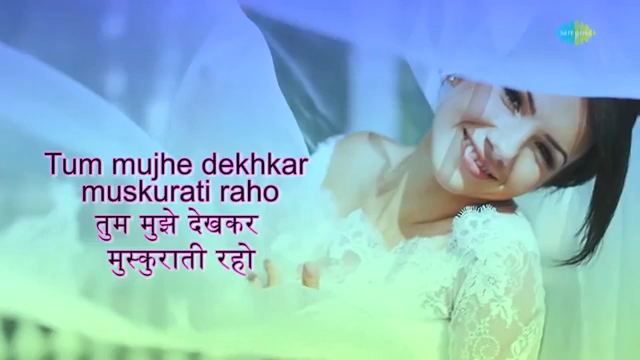 Tum mujhe dekhkar
muskurati raho
तुम मुझे देखकर
मुस्कुराती रहो